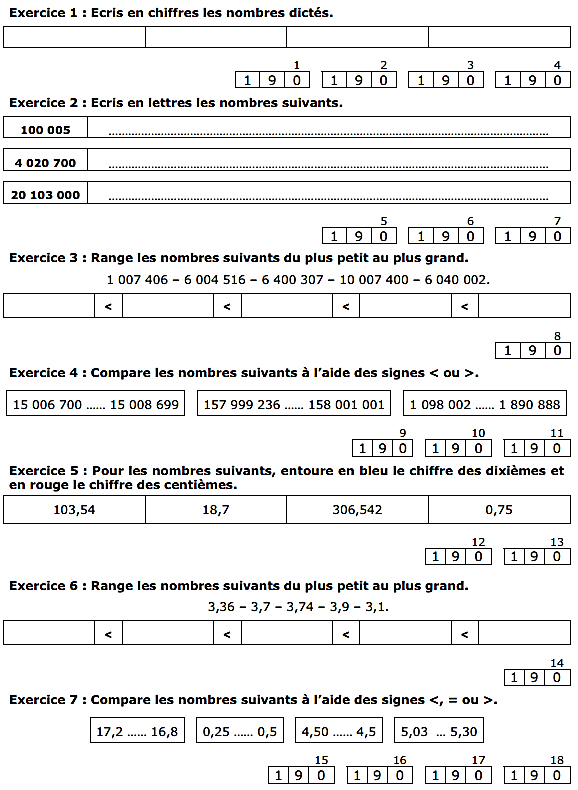 Exercice 1 : Ecris en chiffres les nombres dictés.
1 2 3 4
1 9 0 1 9 0 1 9 0 1 9 0
Exercice 2 : Ecris en lettres les nombres suivants.
100 005 ................................................................
4 020 700 ................................................................
20 103 000 ................................................................
5 6 7
1 9 0 1 9 0 1 9 0
Exercice 3 : Range les nombres suivants du plus petit au plus grand.
1 007 406 – 6 004 516 – 6 400 307 – 10 007 400 – 6 040 002.
< < < <
8
1 9 0
Exercice 4 : Compare les nombres suivants à l’aide des signes < ou >.
15 006 700 ...... 15 008 699 157 999 236 ...... 158 001 001 1 098 002 ...... 1 890 888
9 10 11
1 9 0 1 9 0 1 9 0
Exercice 5 : Pour les nombres suivants, entoure en bleu le chiffre des dixièmes et
en rouge le chiffre des centièmes.
103,54 18,7 306,542 0,75
12 13
1 9 0 1 9 0
Exercice 6 : Range les nombres suivants du plus petit au plus grand.
3,36 – 3,7 – 3,74 – 3,9 – 3,1.
< < < <
14
1 9 0
Exercice 7 : Compare les nombres suivants à l’aide des signes <, = ou >.
17,2 ...... 16,8 0,25 ...... 0,5 4,50 ...... 4,5 5,03 ... 5,30
15 16 17 18
1 9 0 1 9 0 1 9 0 1 9 0